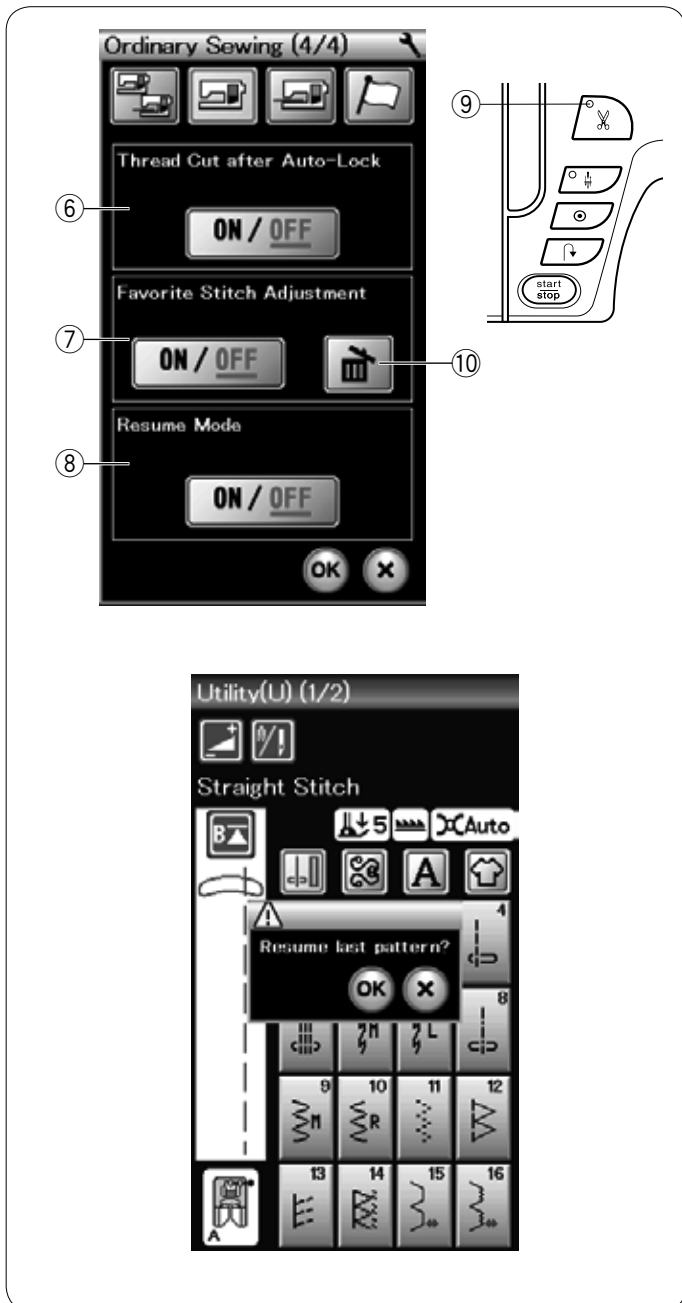 Ordinary Sewing (4/4)
Thread Cut after Auto-Lock
⑥
ON / OFF
Favorite Stitch Adjustment
⑦
ON / OFF
⑩
Resume Mode
⑧
ON / OFF
OK ×
⑨
start
stop
Utility(U) (1/2)
Straight Stitch
B
5
Auto
A
4
Resume last pattern?
OK ×
8
M
L
9
M
10
R
11
12
13
14
15
16
A